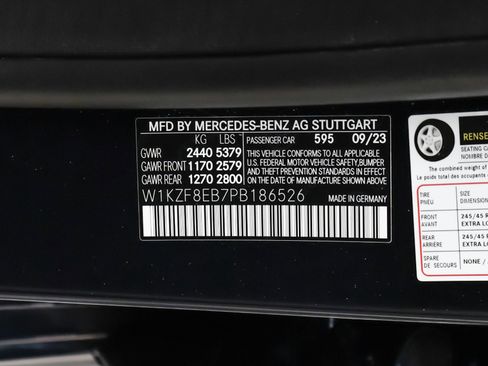 MFD BY MERCEDES-BENZ AG STUTTGART
KG LBS PASSENGER CAR 595 09/23
GVWR 2440 5379 THIS VEHICLE CONFORMS TO ALL APPLICABLE
GAWR FRONT 1170 2579 U.S. FEDERAL MOTOR VEHICLE SAFETY, BUMPER
AND THEFT PREVENTION STANDARDS IN EFFECT
GAWR REAR 1270 2800 ON THE DATE OF MANUFACTURE SHOWN ABOVE.
W1KZF8EB7PB186526 MADE IN GERMANY
RENSE
SEATING CA
NOMBRE D
The combined weight of
Le poids total des occupant
TIRE SIZE
PNEU DIMENSION
FRONT 245/45 R
AVANT EXTRA LO
REAR 245/45 R
ARRIÈRE EXTRA LO
SPARE
DE SECOURS NONE /